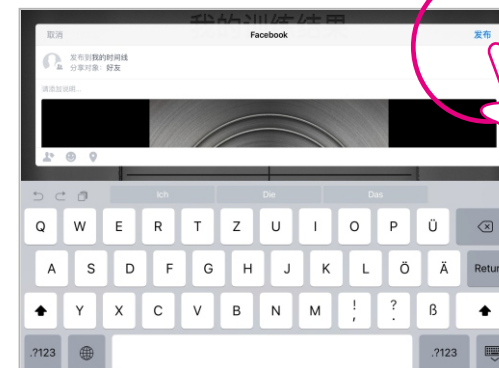 我的训练结果
取消 Facebook 发布
发布到我的时间线
分享对象：好友
请添加说明...
Ich Die Das
Q W E R T Z U I O P Ü
A S D F G H J K L Ö Ä Return
Y X C V B N M ! , ? . ß
.?123 .?123